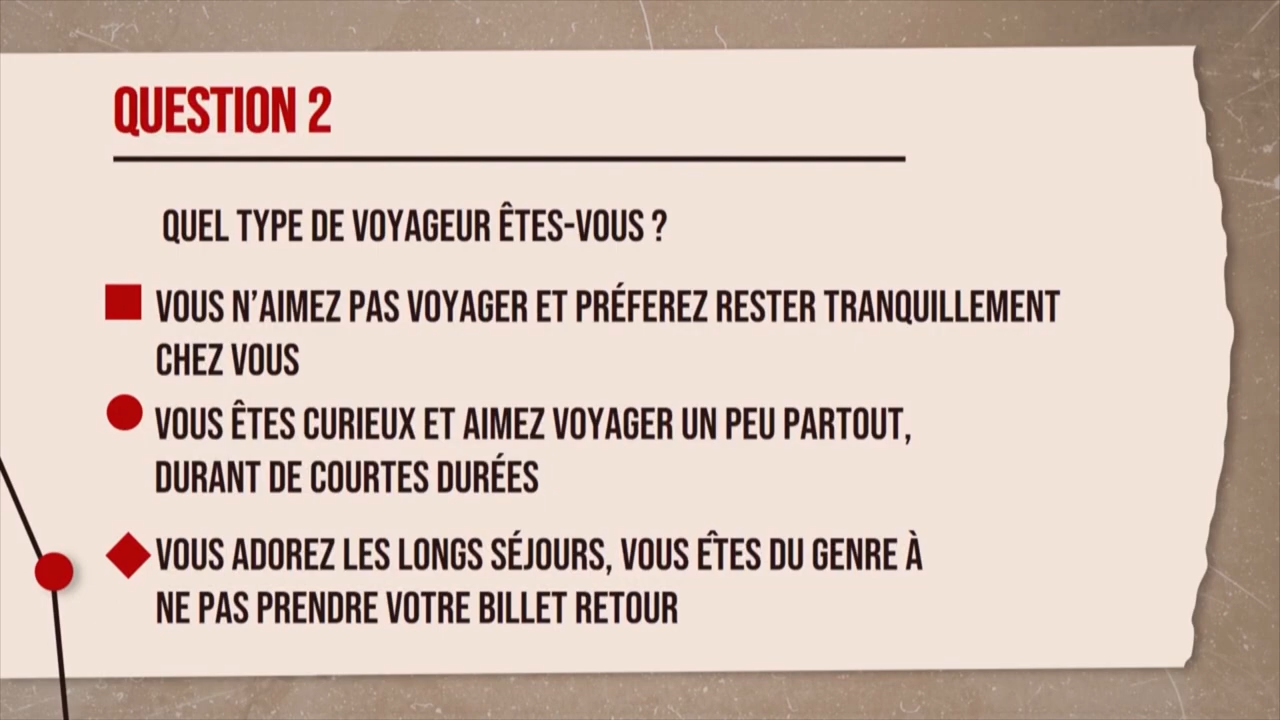 QUESTION 2
QUEL TYPE DE VOYAGEUR ÊTES-VOUS ?
VOUS N'AIMEZ PAS VOYAGER ET PRÉFEREZ RESTER TRANQUILLEMENT
CHEZ VOUS
VOUS ÊTES CURIEUX ET AIMEZ VOYAGER UN PEU PARTOUT,
DURANT DE COURTES DURÉES
VOUS ADOREZ LES LONGS SÉJOURS, VOUS ÊTES DU GENRE À
NE PAS PRENDRE VOTRE BILLET RETOUR